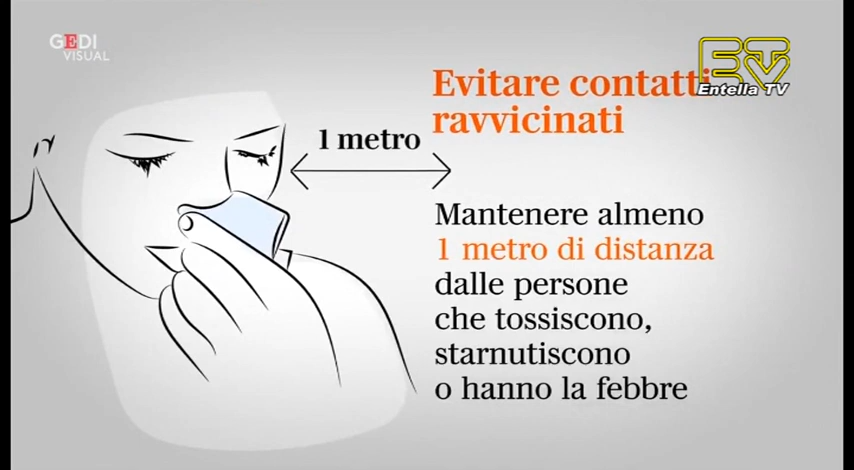 GEDI
VISUAL
ETV
Entella TV
Evitare contatti
ravvicinati
1 metro
Mantenere almeno
1 metro di distanza
dalle persone
che tossiscono,
starnutiscono
o hanno la febbre